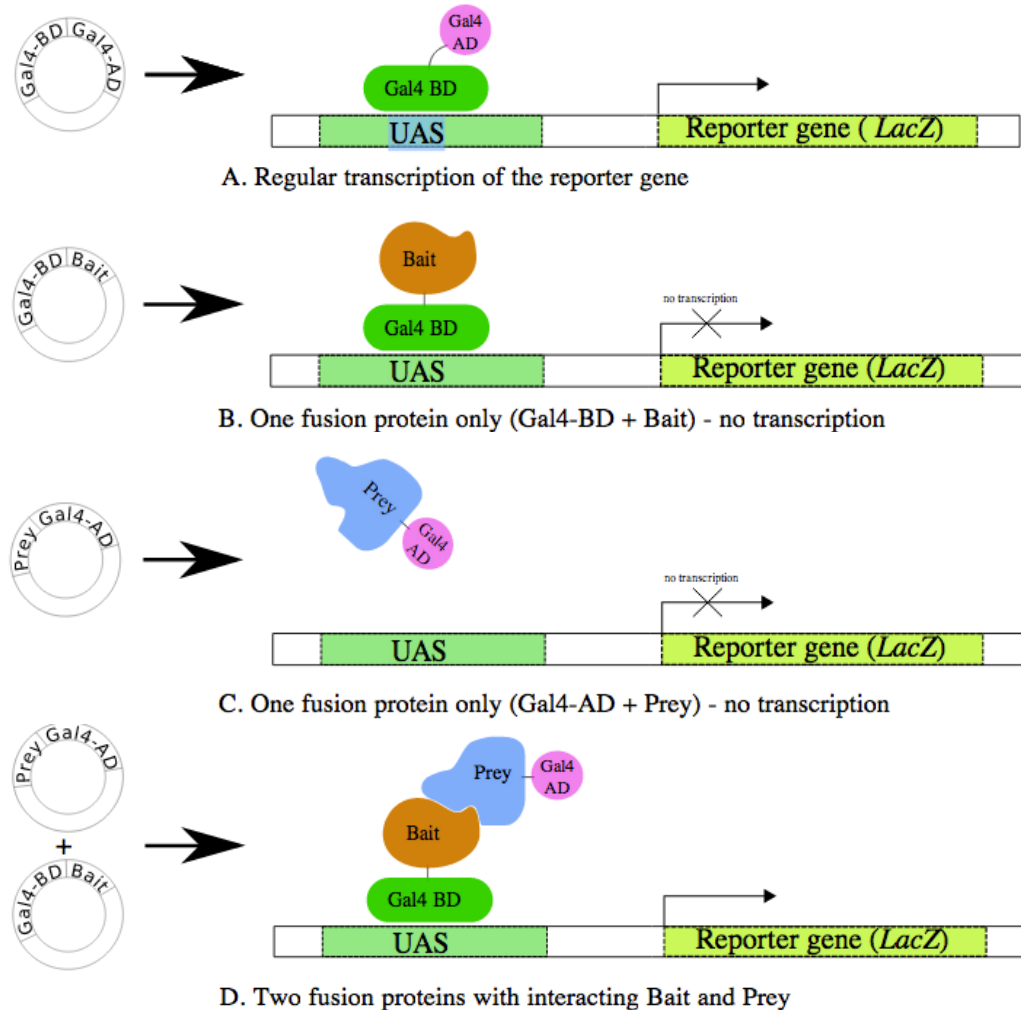 Gal4-BD Gal4-AD
Gal4
AD
Gal4 BD
UAS
Reporter gene ( LacZ)
A. Regular transcription of the reporter gene
Gal4-BD Bait
Bait
Gal4 BD
no transcription
UAS
Reporter gene (LacZ)
B. One fusion protein only (Gal4-BD + Bait) - no transcription
Prey Gal4-AD
Prey
Gal4
AD
no transcription
UAS
Reporter gene (LacZ)
C. One fusion protein only (Gal4-AD + Prey) - no transcription
Prey Gal4-AD
+
Gal4-BD Bait
Prey
Gal4
AD
Bait
Gal4 BD
UAS
Reporter gene (LacZ)
D. Two fusion proteins with interacting Bait and Prey